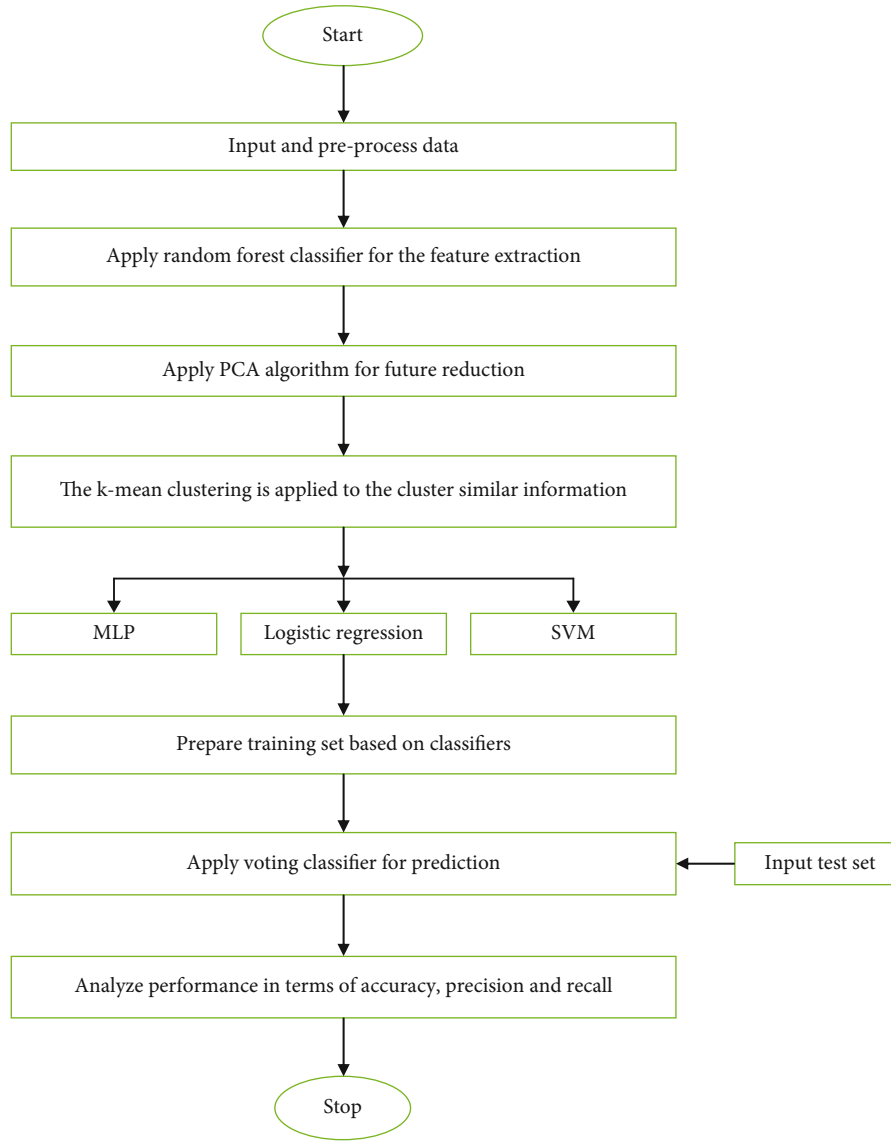 Start
Input and pre-process data
Apply random forest classifier for the feature extraction
Apply PCA algorithm for future reduction
The k-mean clustering is applied to the cluster similar information
MLP
Logistic regression
SVM
Prepare training set based on classifiers
Apply voting classifier for prediction
Input test set
Analyze performance in terms of accuracy, precision and recall
Stop